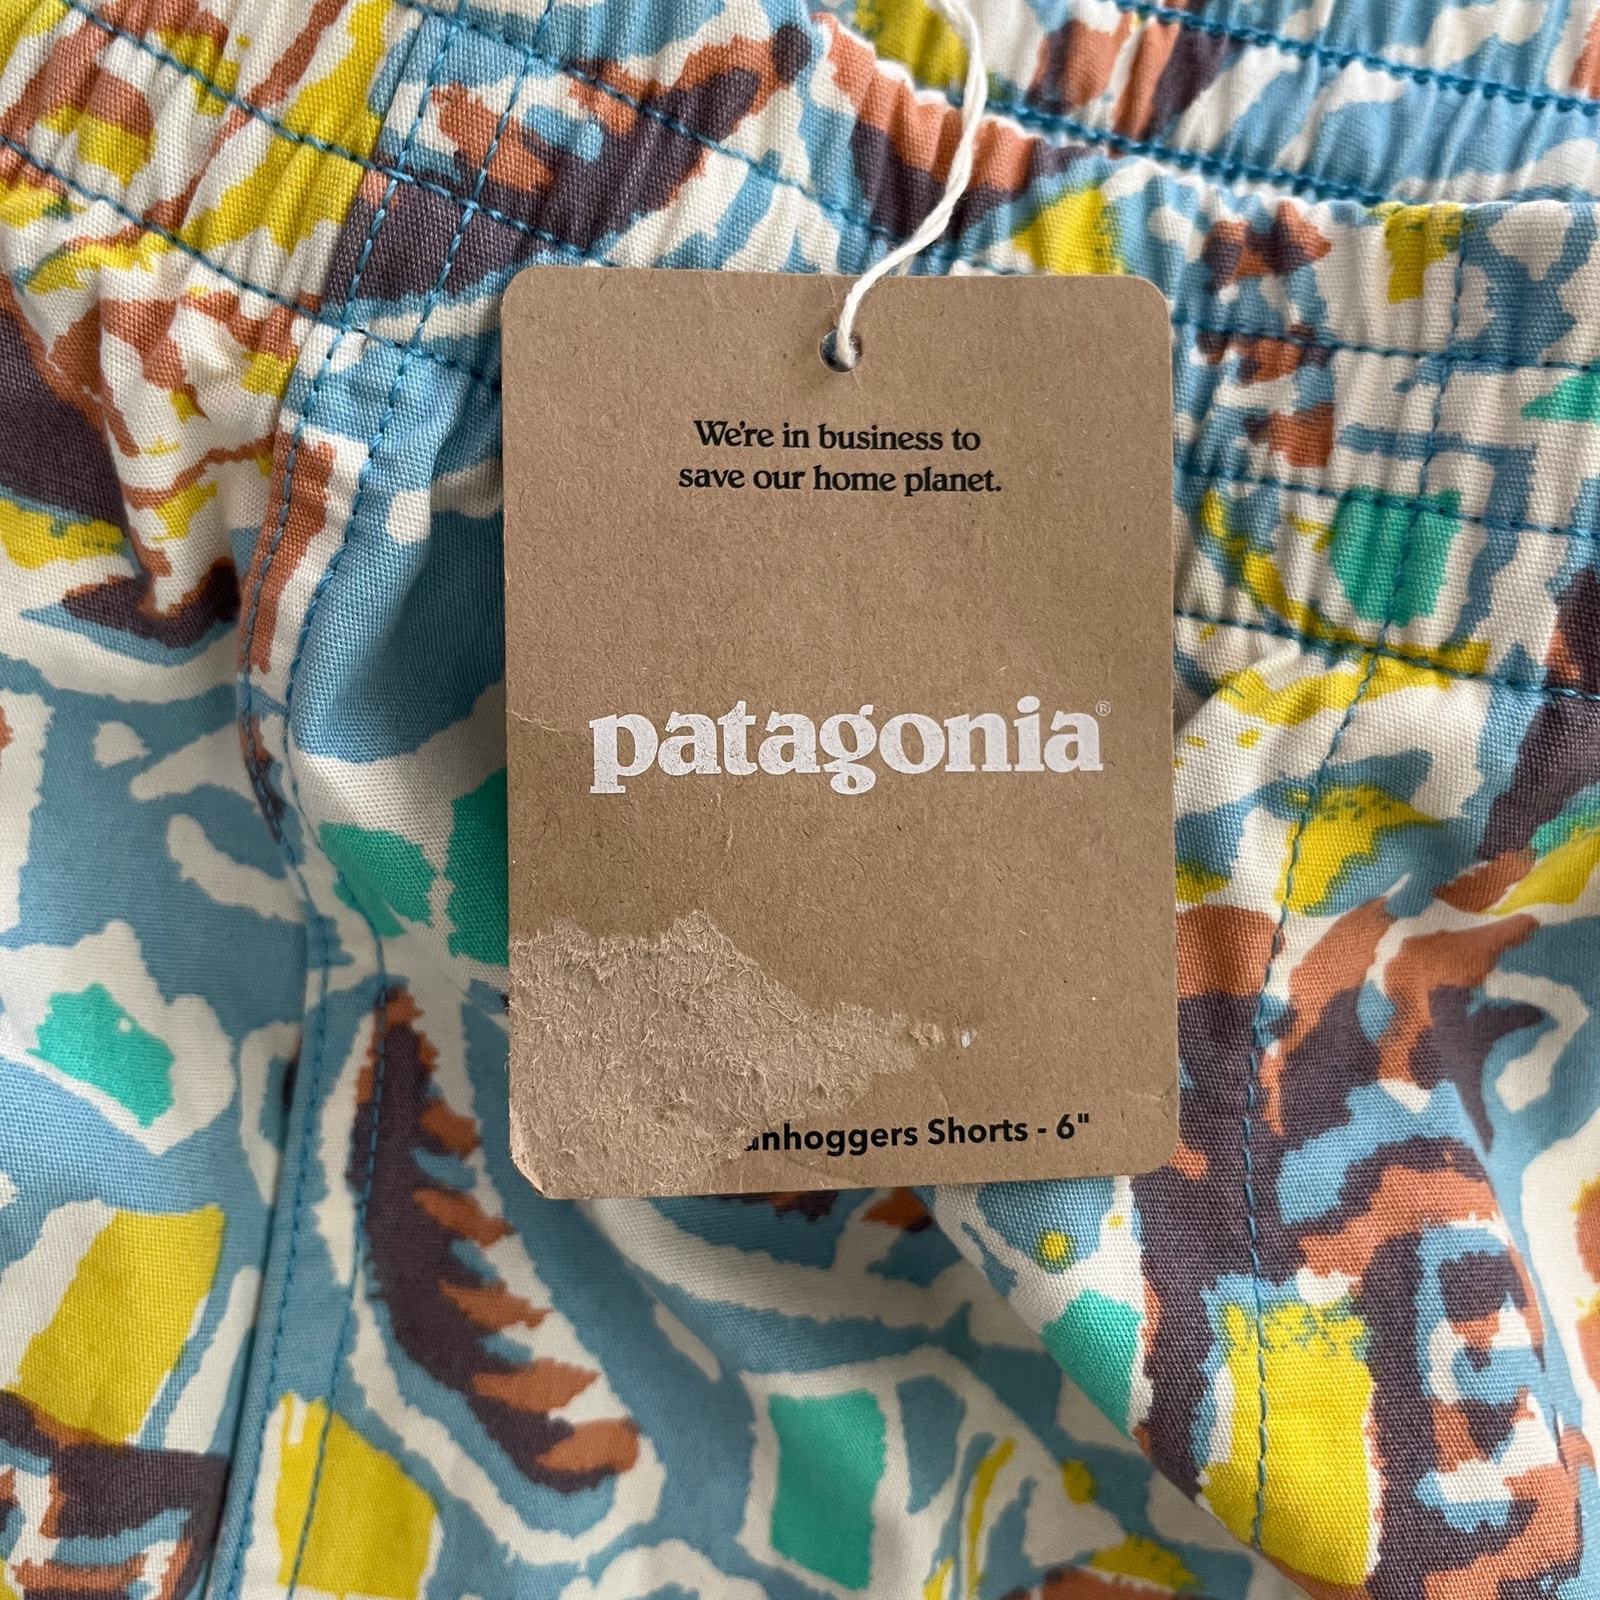 We're in business to
save our home planet.
patagonia®
Shorts - 6"